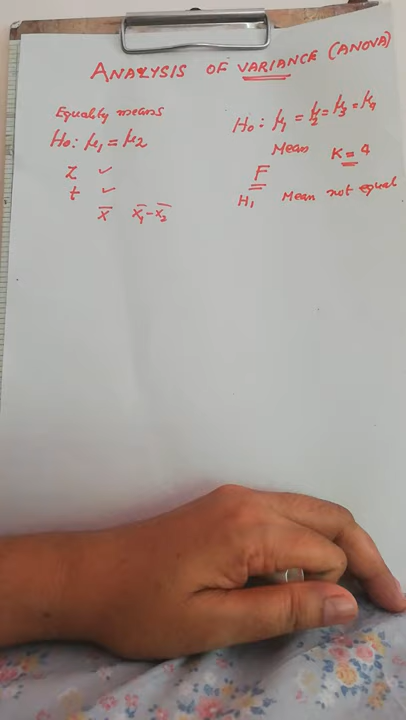 ANALYSIS OF VARIANCE (ANOVA)
Equality means
H₀: μ₁ = μ₂
Z ✓
t ✓
x̄ x̄₁-x̄₂
H₀: μ₁ = μ₂ = μ₃ = μ₄
Mean K = 4
F
H₁ Mean not equal